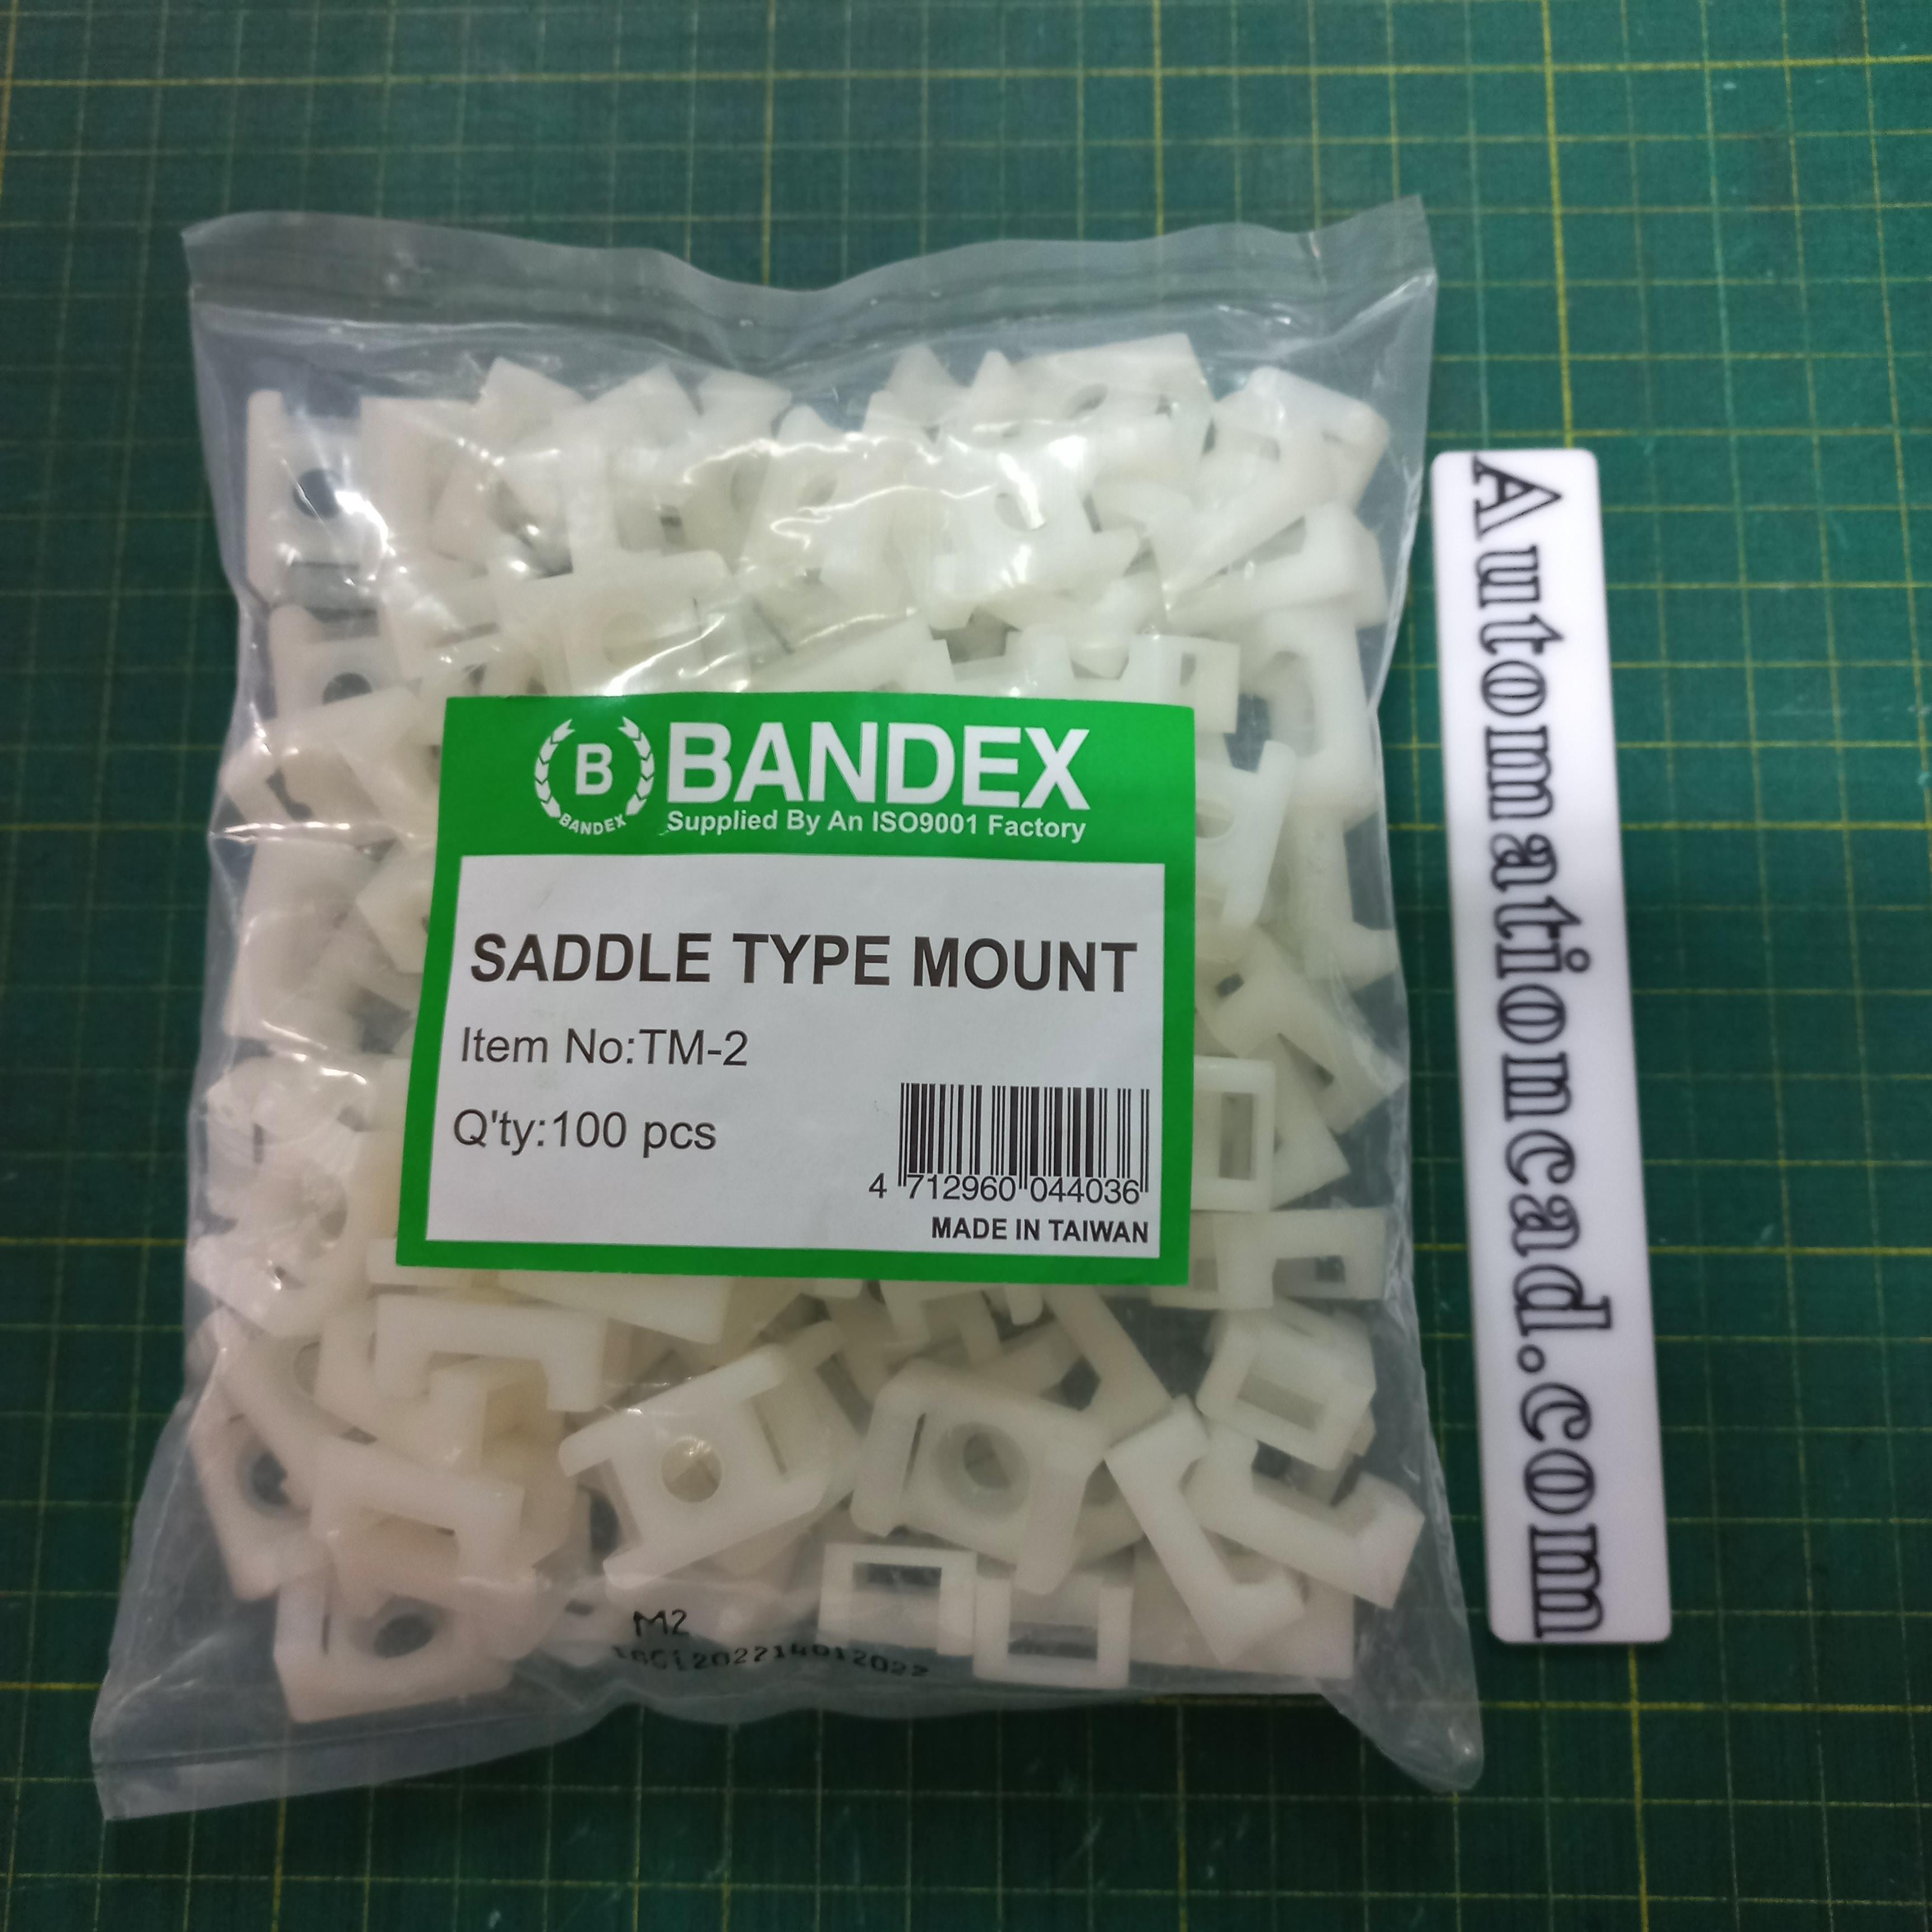 B
BANDEX
BANDEX
Supplied By An ISO9001 Factory
SADDLE TYPE MOUNT
Item No:TM-2
Q'ty:100 pcs
4 712960 044036
MADE IN TAIWAN
M2
Automationcad.com